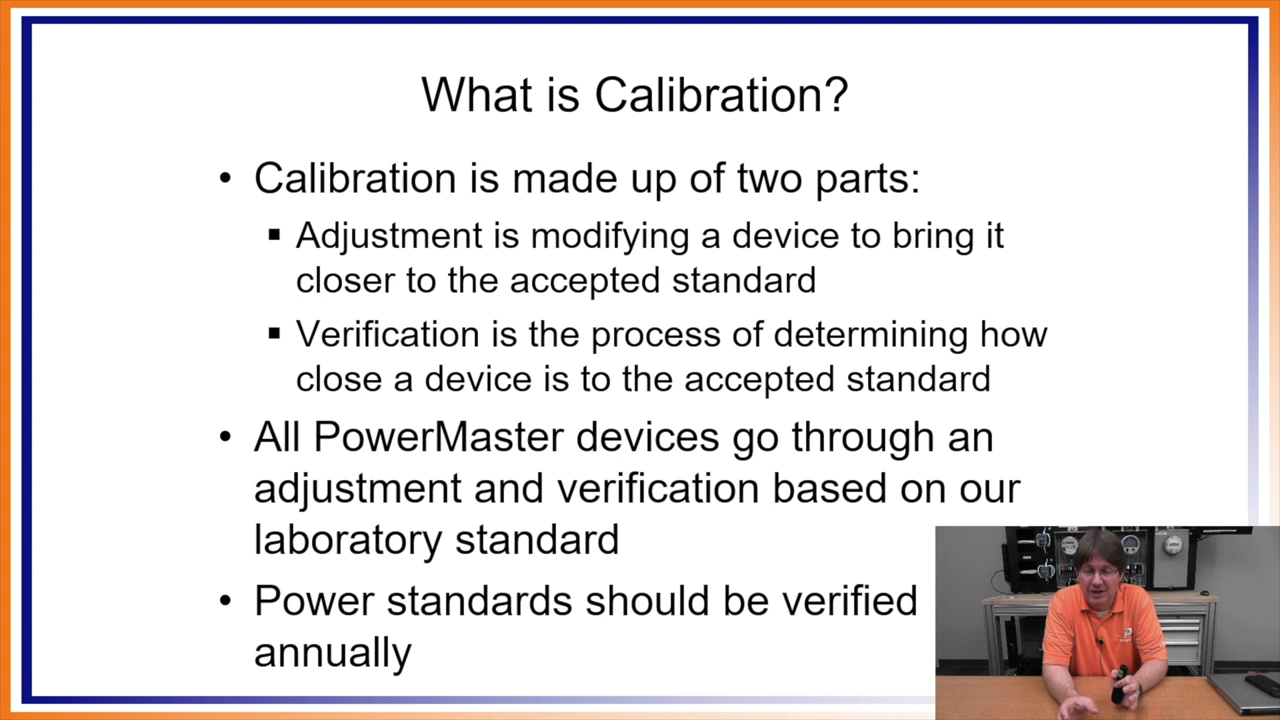 What is Calibration?
• Calibration is made up of two parts:
▪ Adjustment is modifying a device to bring it
closer to the accepted standard
▪ Verification is the process of determining how
close a device is to the accepted standard
• All PowerMaster devices go through an
adjustment and verification based on our
laboratory standard
• Power standards should be verified
annually